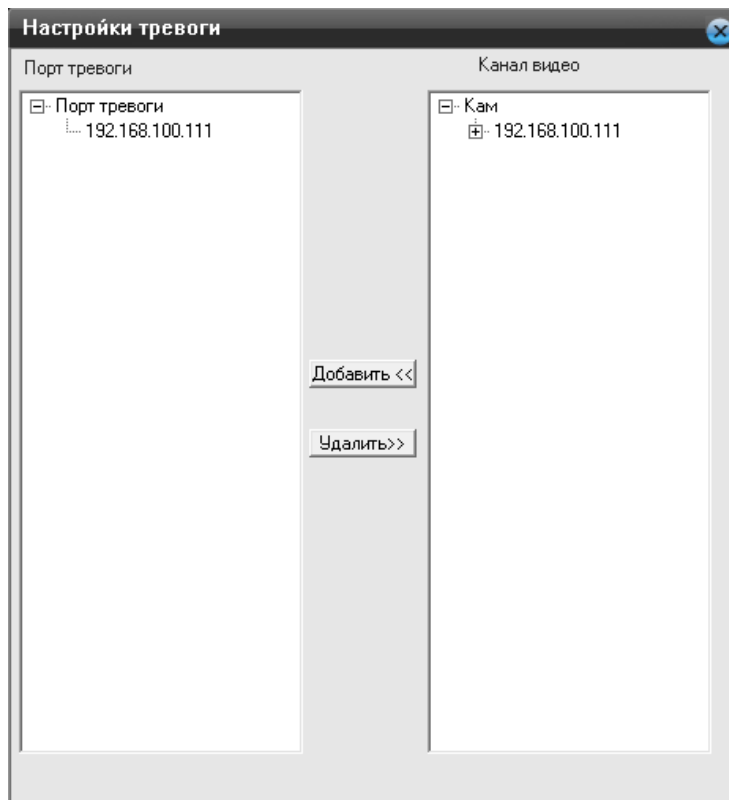 Настройки тревоги
Порт тревоги
Канал видео
Порт тревоги
192.168.100.111
Кам
192.168.100.111
Добавить <<
Удалить>>